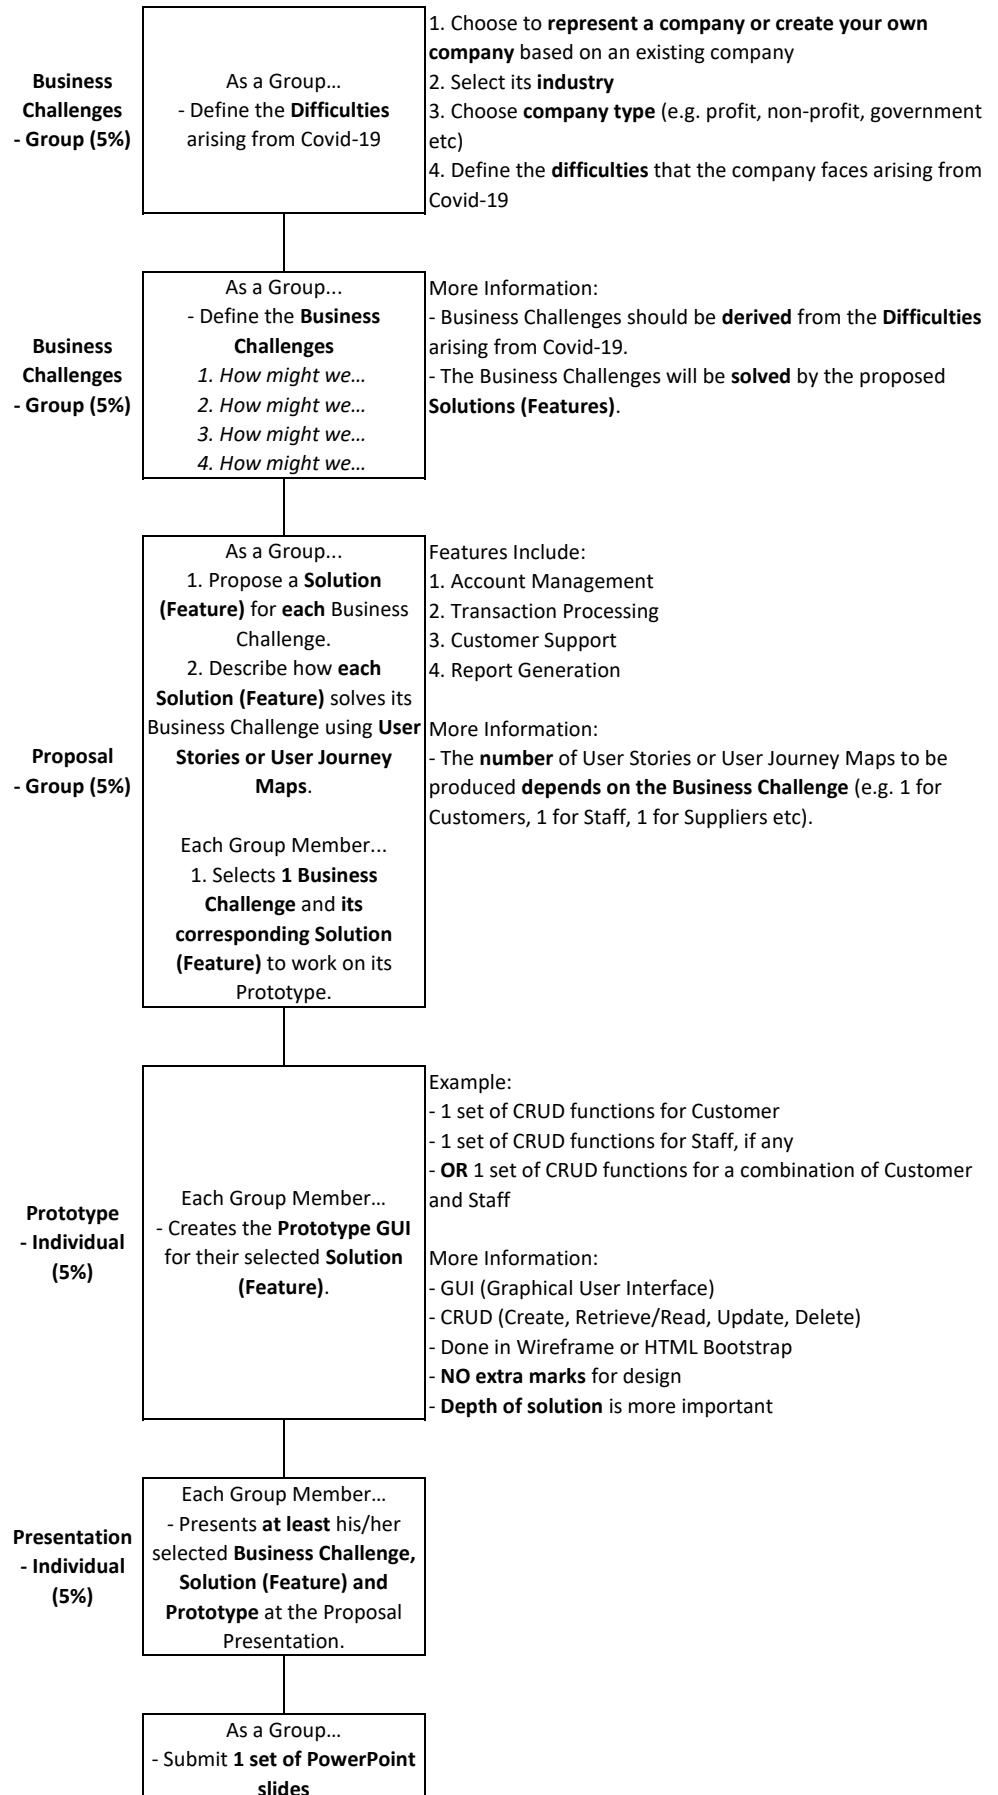 Business
Challenges
- Group (5%)
As a Group...
- Define the Difficulties
arising from Covid-19
1. Choose to represent a company or create your own
company based on an existing company
2. Select its industry
3. Choose company type (e.g. profit, non-profit, government
etc)
4. Define the difficulties that the company faces arising from
Covid-19
Business
Challenges
- Group (5%)
As a Group...
- Define the Business
Challenges
1. How might we...
2. How might we...
3. How might we...
4. How might we...
More Information:
- Business Challenges should be derived from the Difficulties
arising from Covid-19.
- The Business Challenges will be solved by the proposed
Solutions (Features).
Proposal
- Group (5%)
As a Group...
1. Propose a Solution
(Feature) for each Business
Challenge.
2. Describe how each
Solution (Feature) solves its
Business Challenge using User
Stories or User Journey
Maps.
Each Group Member...
1. Selects 1 Business
Challenge and its
corresponding Solution
(Feature) to work on its
Prototype.
Features Include:
1. Account Management
2. Transaction Processing
3. Customer Support
4. Report Generation
More Information:
- The number of User Stories or User Journey Maps to be
produced depends on the Business Challenge (e.g. 1 for
Customers, 1 for Staff, 1 for Suppliers etc).
Prototype
- Individual
(5%)
Each Group Member...
- Creates the Prototype GUI
for their selected Solution
(Feature).
Example:
- 1 set of CRUD functions for Customer
- 1 set of CRUD functions for Staff, if any
- OR 1 set of CRUD functions for a combination of Customer
and Staff
More Information:
- GUI (Graphical User Interface)
- CRUD (Create, Retrieve/Read, Update, Delete)
- Done in Wireframe or HTML Bootstrap
- NO extra marks for design
- Depth of solution is more important
Presentation
- Individual
(5%)
Each Group Member...
- Presents at least his/her
selected Business Challenge,
Solution (Feature) and
Prototype at the Proposal
Presentation.
As a Group...
- Submit 1 set of PowerPoint
slides